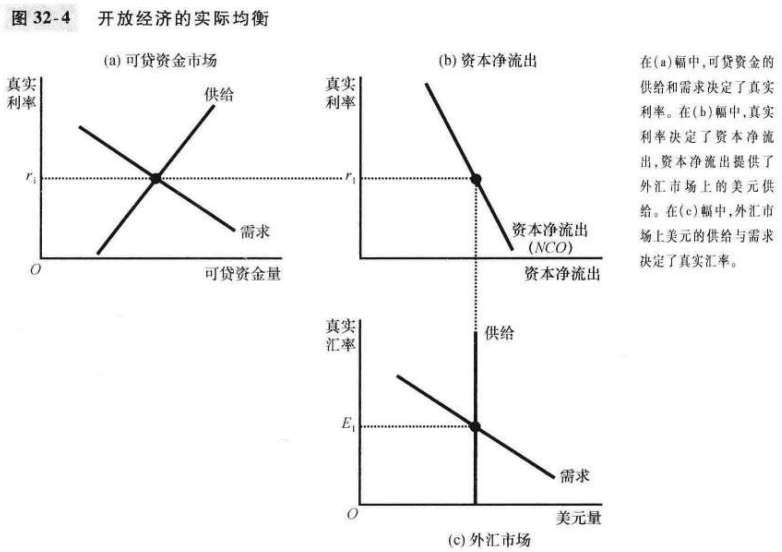 图 32-4 开放经济的实际均衡
(a) 可贷资金市场
真实
利率
供给
r₁
需求
O
可贷资金量
(b) 资本净流出
真实
利率
r₁
资本净流出
(NCO)
资本净流出
真实
汇率
供给
E₁
需求
O
美元量
(c) 外汇市场
在(a)幅中,可贷资金的
供给和需求决定了真实
利率。在(b)幅中,真实
利率决定了资本净流
出,资本净流出提供了
外汇市场上的美元供
给。在(c)幅中,外汇市
场上美元的供给与需求
决定了真实汇率。